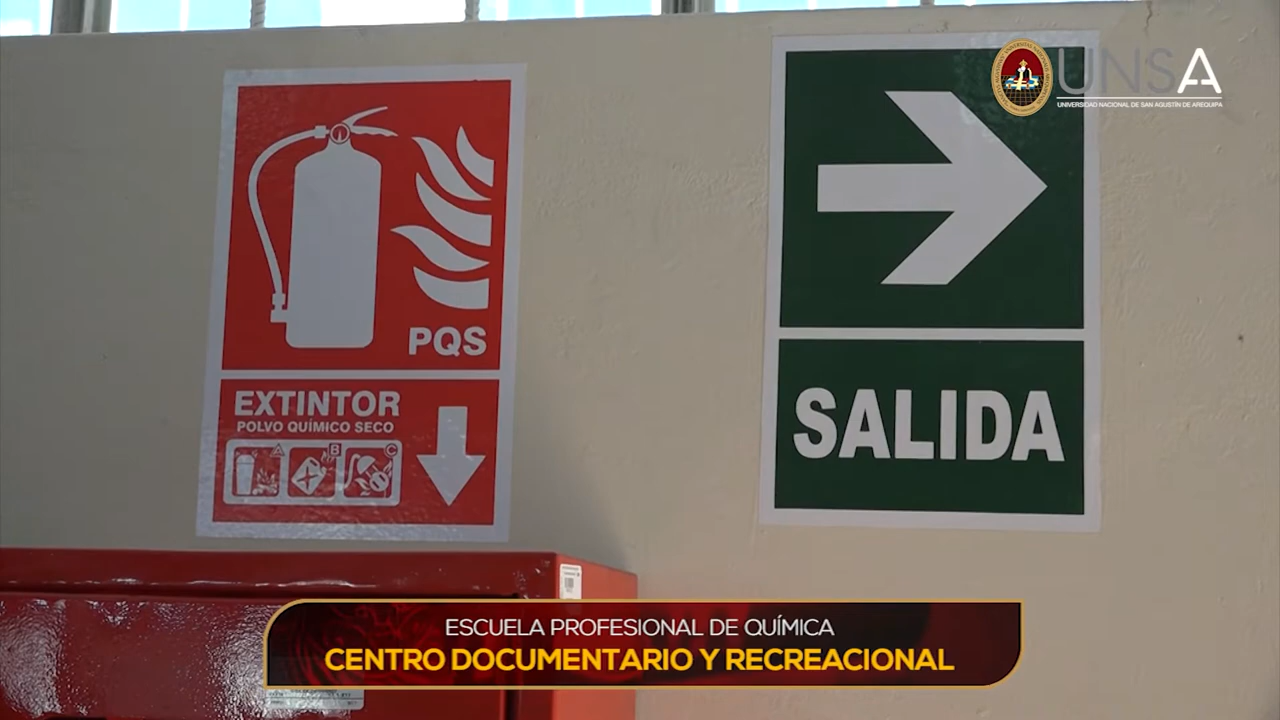 UNSA
UNIVERSIDAD NACIONAL DE SAN AGUSTÍN DE AREQUIPA
PQS
EXTINTOR
POLVO QUÍMICO SECO
A B C
SALIDA
ESCUELA PROFESIONAL DE QUÍMICA
CENTRO DOCUMENTARIO Y RECREACIONAL